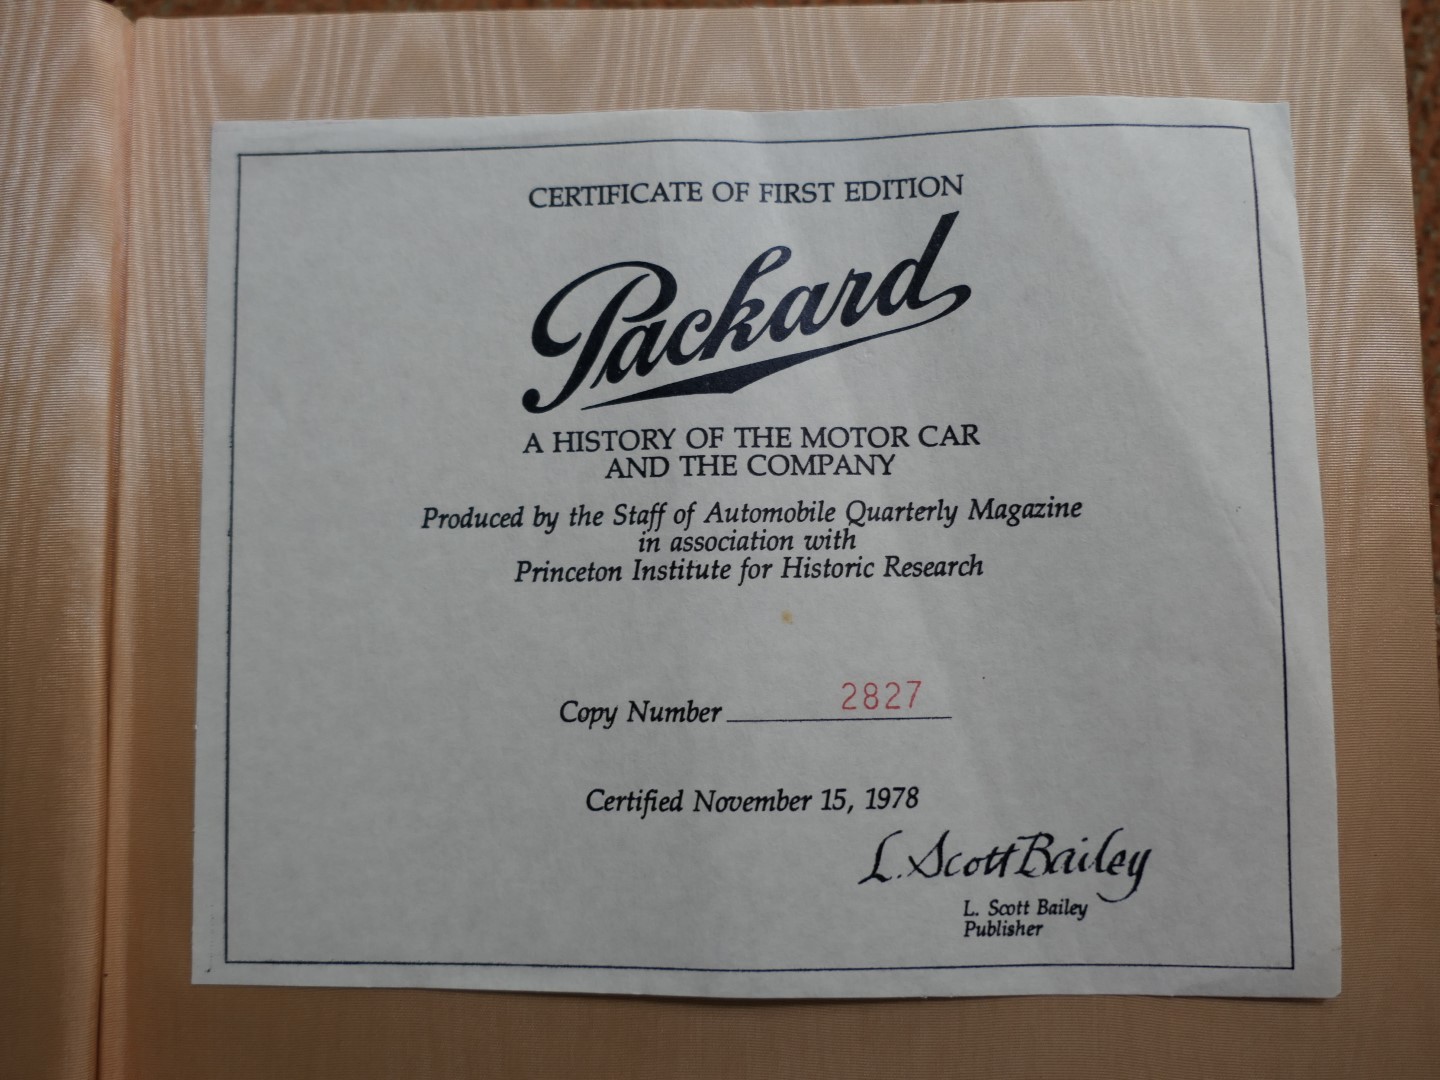 CERTIFICATE OF FIRST EDITION
Packard
A HISTORY OF THE MOTOR CAR
AND THE COMPANY
Produced by the Staff of Automobile Quarterly Magazine
in association with
Princeton Institute for Historic Research
Copy Number 2827
Certified November 15, 1978
L. Scott Bailey
L. Scott Bailey
Publisher